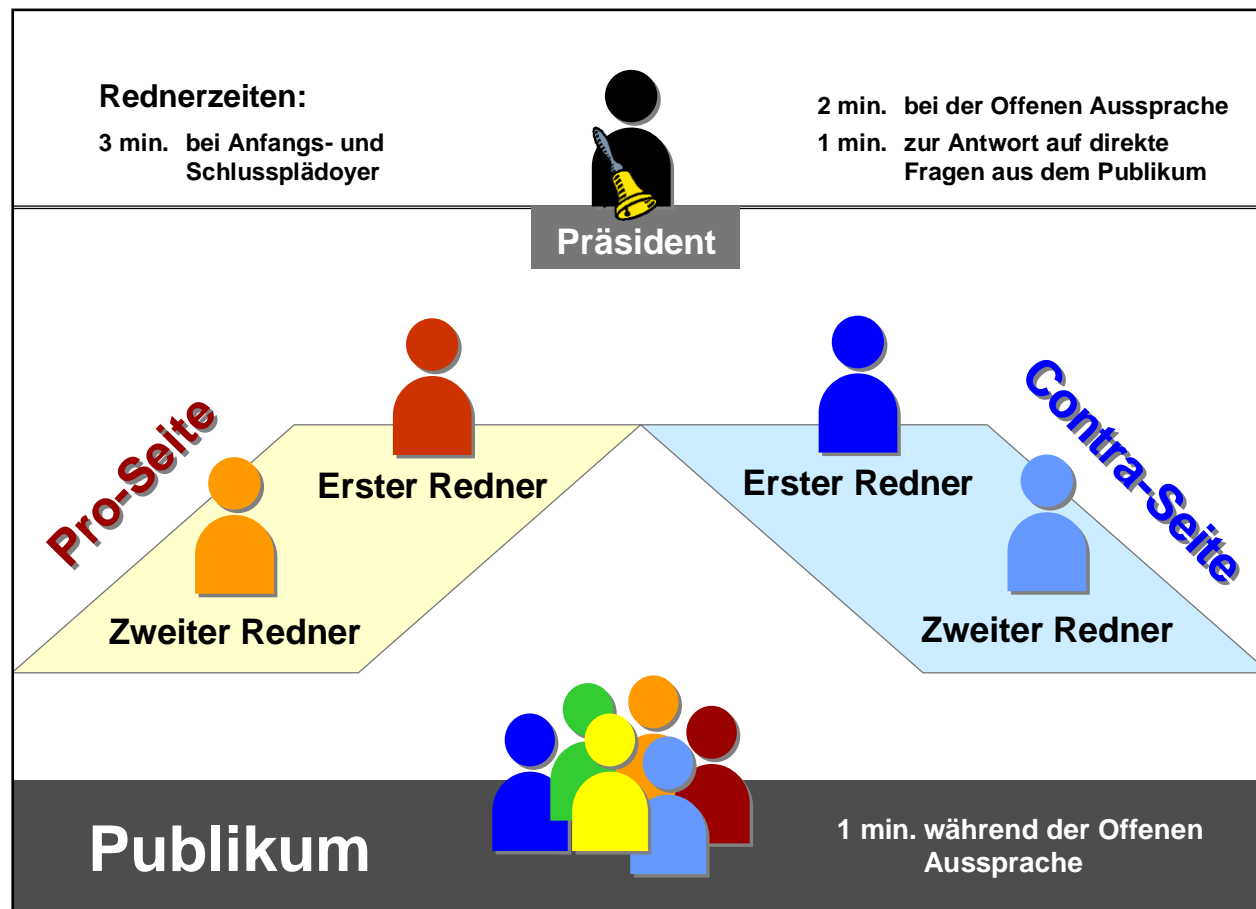 Rednerzeiten:
3 min. bei Anfangs- und
Schlussplädoyer
2 min. bei der Offenen Aussprache
1 min. zur Antwort auf direkte
Fragen aus dem Publikum
Präsident
Pro-Seite
Erster Redner
Zweiter Redner
Contra-Seite
Erster Redner
Zweiter Redner
Publikum
1 min. während der Offenen
Aussprache